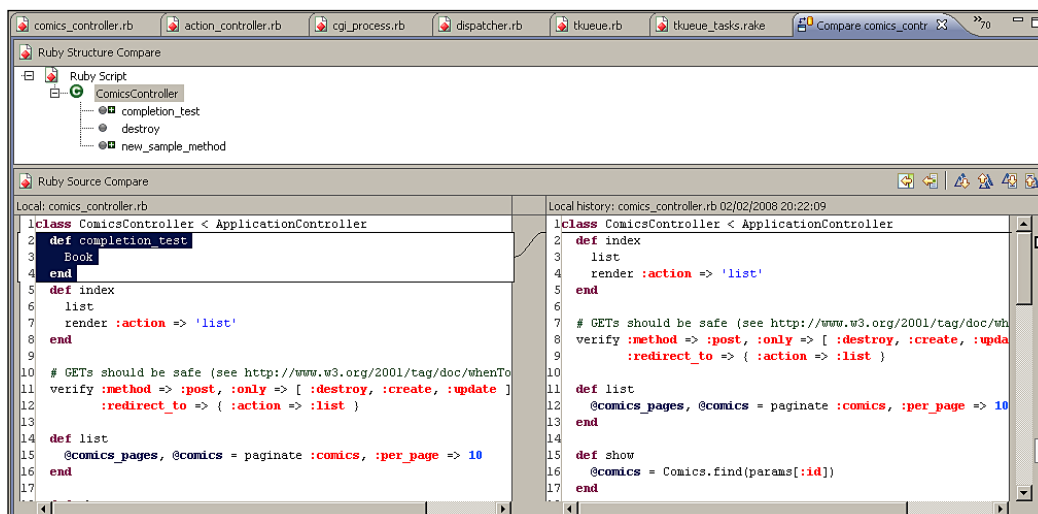 comics_controller.rb action_controller.rb cgi_process.rb dispatcher.rb tkueue.rb tkueue_tasks.rake Compare comics_contr »70
Ruby Structure Compare
Ruby Script
ComicsController
completion_test
destroy
new_sample_method
Ruby Source Compare
Local: comics_controller.rb
1 class ComicsController < ApplicationController
2 def completion_test
3 Book
4 end
5 def index
6 list
7 render :action => 'list'
8 end
9
10 # GETs should be safe (see http://www.w3.org/2001/tag/doc/whenTo
11 verify :method => :post, :only => [ :destroy, :create, :update ]
12 :redirect_to => { :action => :list }
13
14 def list
15 @comics_pages, @comics = paginate :comics, :per_page => 10
16 end
17
Local history: comics_controller.rb 02/02/2008 20:22:09
1 class ComicsController < ApplicationController
2 def index
3 list
4 render :action => 'list'
5 end
6
7 # GETs should be safe (see http://www.w3.org/2001/tag/doc/wh
8 verify :method => :post, :only => [ :destroy, :create, :upda
9 :redirect_to => { :action => :list }
10
11 def list
12 @comics_pages, @comics = paginate :comics, :per_page => 10
13 end
14
15 def show
16 @comics = Comics.find(params[:id])
17 end